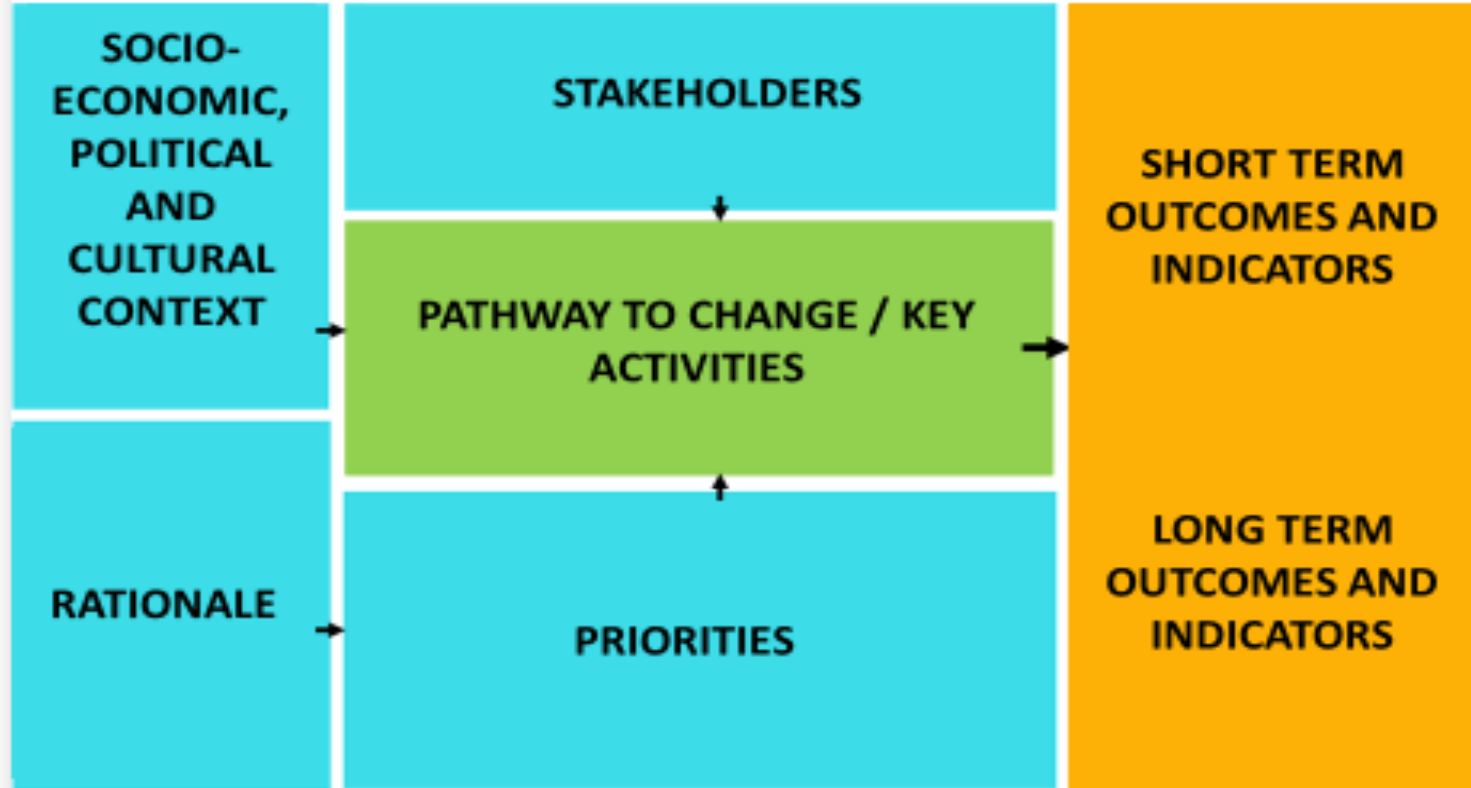 SOCIO-
ECONOMIC,
POLITICAL
AND
CULTURAL
CONTEXT
RATIONALE
STAKEHOLDERS
PATHWAY TO CHANGE / KEY
ACTIVITIES
PRIORITIES
SHORT TERM
OUTCOMES AND
INDICATORS
LONG TERM
OUTCOMES AND
INDICATORS